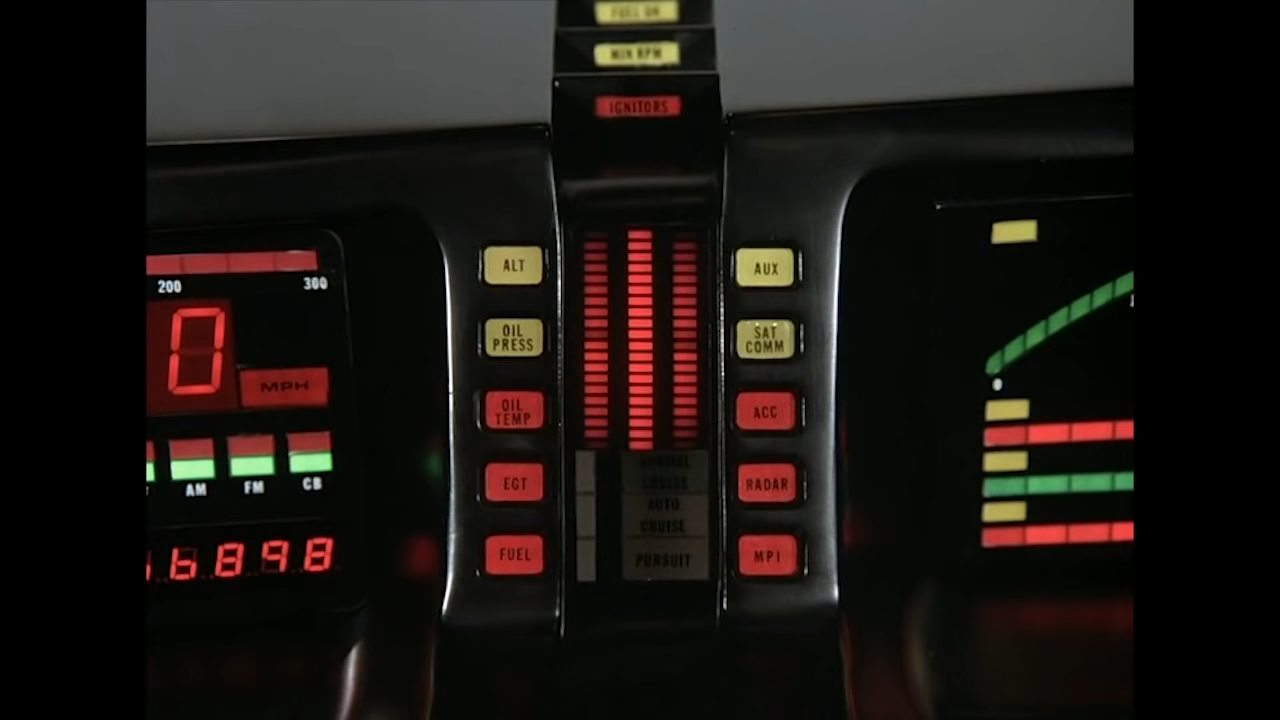 FUEL ON
MIN RPM
IGNITORS
200 300
0
MPH
AM FM CB
6898
ALT
OIL
PRESS
OIL
TEMP
EGT
FUEL
NORMAL
CRUISE
AUTO
CRUISE
PURSUIT
AUX
SAT
COMM
ACC
RADAR
MPI
0